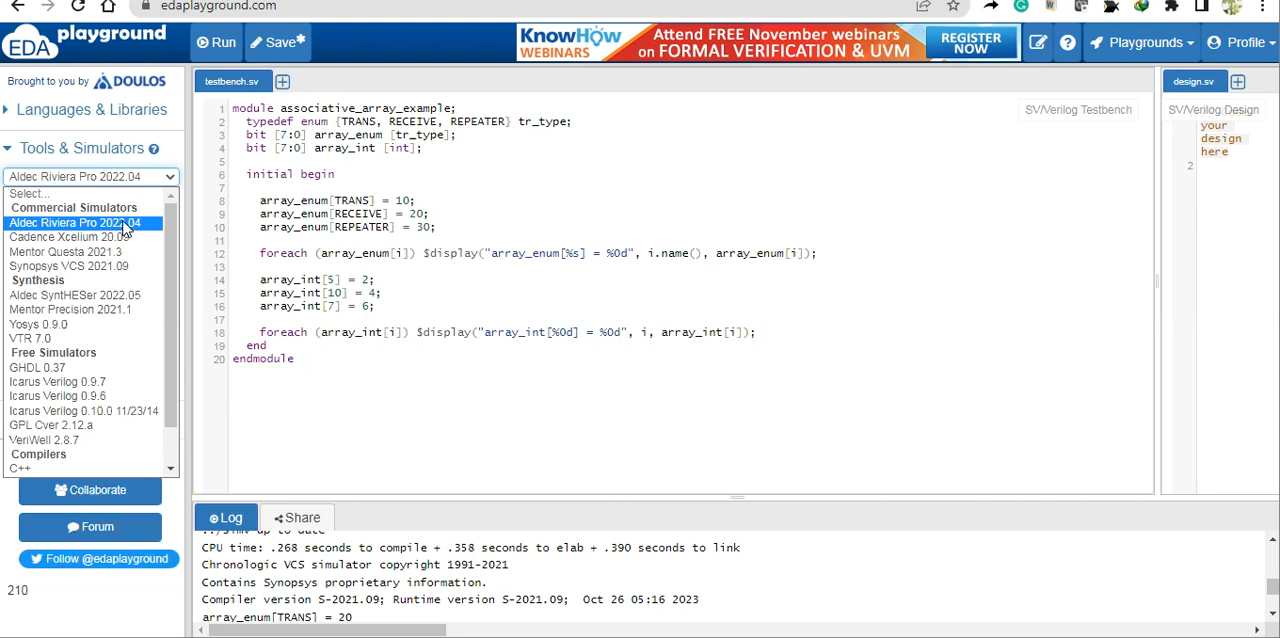 edaplayground.com
EDA playground
Run
Save*
KnowHow WEBINARS
Attend FREE November webinars
on FORMAL VERIFICATION & UVM
REGISTER NOW
Playgrounds
Profile
Brought to you by DOULOS
Languages & Libraries
Tools & Simulators
Aldec Riviera Pro 2022.04
Select...
Commercial Simulators
Aldec Riviera Pro 2022.04
Cadence Xcelium 20.09
Mentor Questa 2021.3
Synopsys VCS 2021.09
Synthesis
Aldec SyntHESer 2022.05
Mentor Precision 2021.1
Yosys 0.9.0
VTR 7.0
Free Simulators
GHDL 0.37
Icarus Verilog 0.9.7
Icarus Verilog 0.9.6
Icarus Verilog 0.10.0 11/23/14
GPL Cver 2.12.a
VeriWell 2.8.7
Compilers
C++
Collaborate
Forum
Follow @edaplayground
210
testbench.sv
SV/Verilog Testbench
1 module associative_array_example;
2 typedef enum {TRANS, RECEIVE, REPEATER} tr_type;
3 bit [7:0] array_enum [tr_type];
4 bit [7:0] array_int [int];
5
6 initial begin
7
8 array_enum[TRANS] = 10;
9 array_enum[RECEIVE] = 20;
10 array_enum[REPEATER] = 30;
11
12 foreach (array_enum[i]) $display("array_enum[%s] = %0d", i.name(), array_enum[i]);
13
14 array_int[5] = 2;
15 array_int[10] = 4;
16 array_int[7] = 6;
17
18 foreach (array_int[i]) $display("array_int[%0d] = %0d", i, array_int[i]);
19 end
20 endmodule
design.sv
SV/Verilog Design
your
design
here
2
Log
Share
../simv up to date
CPU time: .268 seconds to compile + .358 seconds to elab + .390 seconds to link
Chronologic VCS simulator copyright 1991-2021
Contains Synopsys proprietary information.
Compiler version S-2021.09; Runtime version S-2021.09; Oct 26 05:16 2023
array_enum[TRANS] = 20